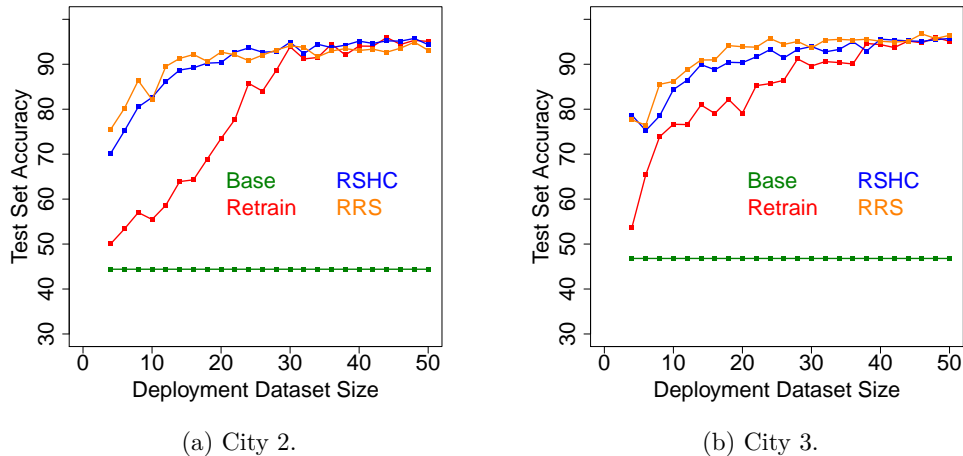 Test Set Accuracy
90
80
70
60
50
40
30
Base RSHC
Retrain RRS
0 10 20 30 40 50
Deployment Dataset Size
(a) City 2.
Test Set Accuracy
90
80
70
60
50
40
30
Base RSHC
Retrain RRS
0 10 20 30 40 50
Deployment Dataset Size
(b) City 3.